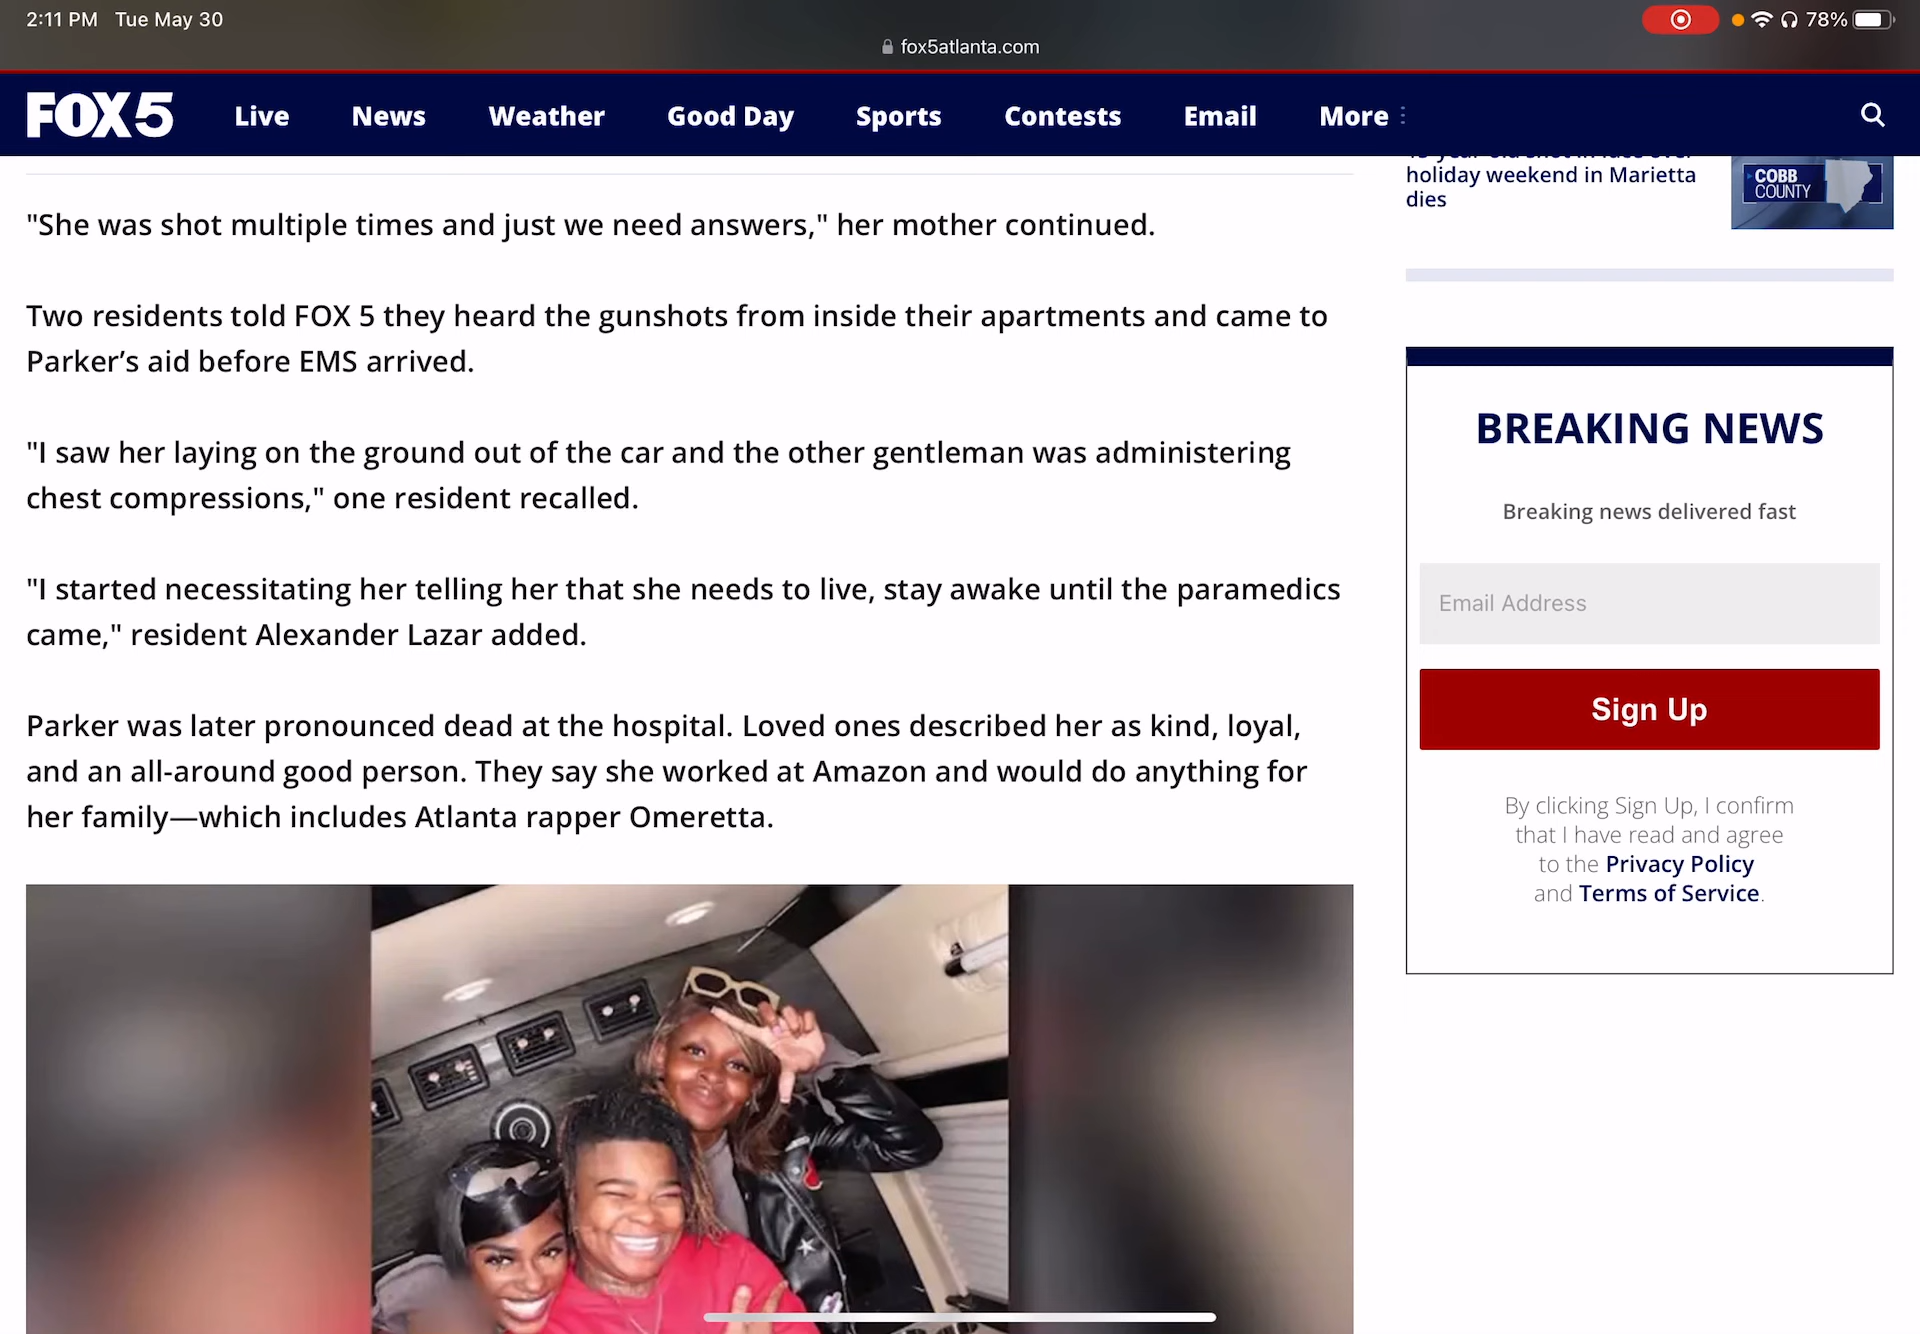 2:11 PM Tue May 30
78%
fox5atlanta.com
FOX 5
Live
News
Weather
Good Day
Sports
Contests
Email
More
holiday weekend in Marietta
dies
COBB
COUNTY
"She was shot multiple times and just we need answers," her mother continued.
Two residents told FOX 5 they heard the gunshots from inside their apartments and came to
Parker’s aid before EMS arrived.
"I saw her laying on the ground out of the car and the other gentleman was administering
chest compressions," one resident recalled.
"I started necessitating her telling her that she needs to live, stay awake until the paramedics
came," resident Alexander Lazar added.
Parker was later pronounced dead at the hospital. Loved ones described her as kind, loyal,
and an all-around good person. They say she worked at Amazon and would do anything for
her family—which includes Atlanta rapper Omeretta.
BREAKING NEWS
Breaking news delivered fast
Email Address
Sign Up
By clicking Sign Up, I confirm
that I have read and agree
to the Privacy Policy
and Terms of Service.